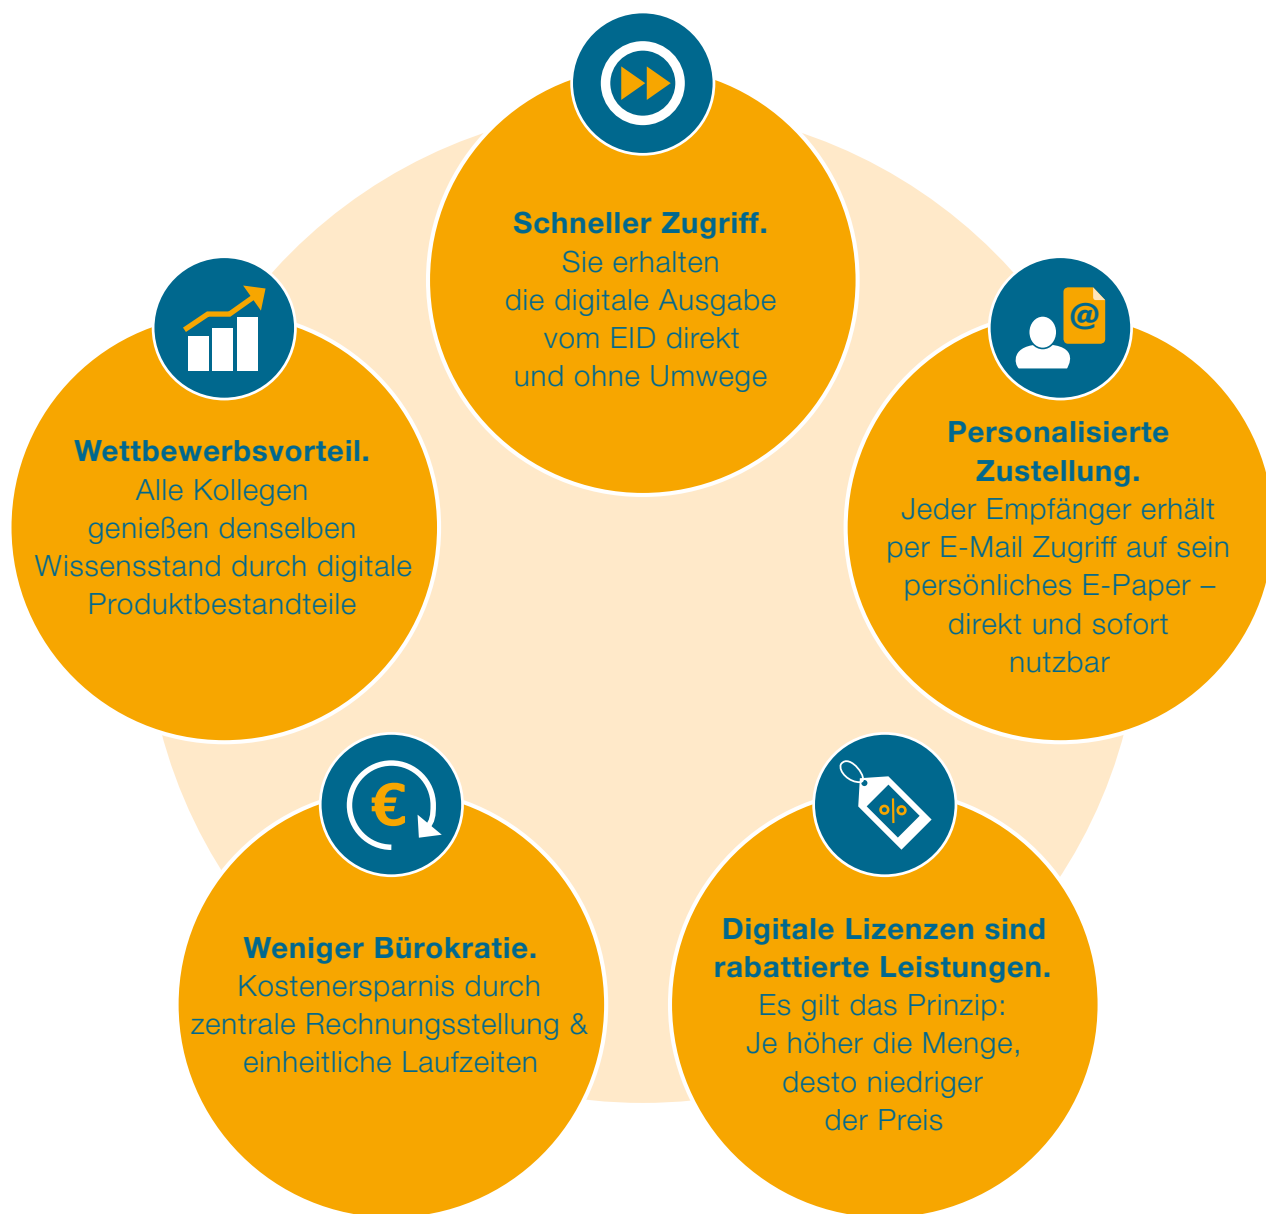 Schneller Zugriff.
Sie erhalten
die digitale Ausgabe
vom EID direkt
und ohne Umwege
Wettbewerbsvorteil.
Alle Kollegen
genießen denselben
Wissensstand durch digitale
Produktbestandteile
@
Personalisierte
Zustellung.
Jeder Empfänger erhält
per E-Mail Zugriff auf sein
persönliches E-Paper –
direkt und sofort
nutzbar
€
Weniger Bürokratie.
Kostenersparnis durch
zentrale Rechnungsstellung &
einheitliche Laufzeiten
%
Digitale Lizenzen sind
rabattierte Leistungen.
Es gilt das Prinzip:
Je höher die Menge,
desto niedriger
der Preis